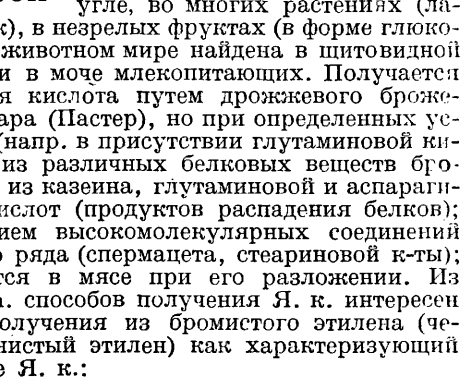 угле, во многих растениях (ла-
к), в незрелых фруктах (в форме глюко-
животном мире найдена в щитовидной
и в моче млекопитающих. Получается
я кислота путем дрожжевого броже-
ара (Пастер), но при определенных ус-
(напр. в присутствии глутаминовой ки-
из различных белковых веществ бро-
из казеина, глутаминовой и аспараги-
ислот (продуктов распадения белков);
ием высокомолекулярных соединений
ряда (спермацета, стеариновой к-ты);
тся в мясе при его разложении. Из
. способов получения Я. к. интересен
олучения из бромистого этилена (че-
нистый этилен) как характеризующий
е Я. к.: